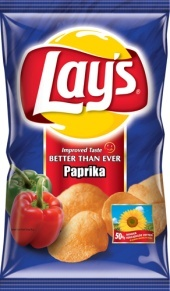 Lay's
Improved Taste
BETTER THAN EVER
Paprika
50%